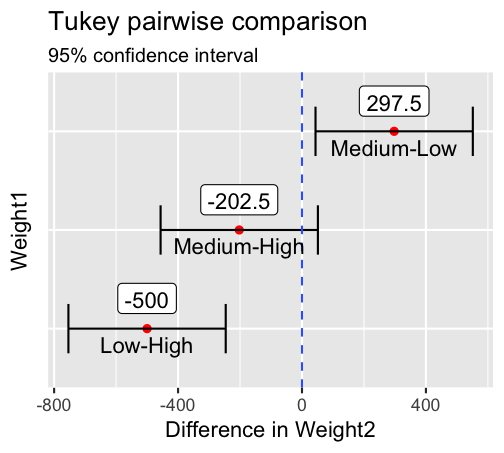 Tukey pairwise comparison
95% confidence interval
297.5
Medium-Low
-202.5
Medium-High
-500
Low-High
Weight1
-800
-400
0
400
Difference in Weight2